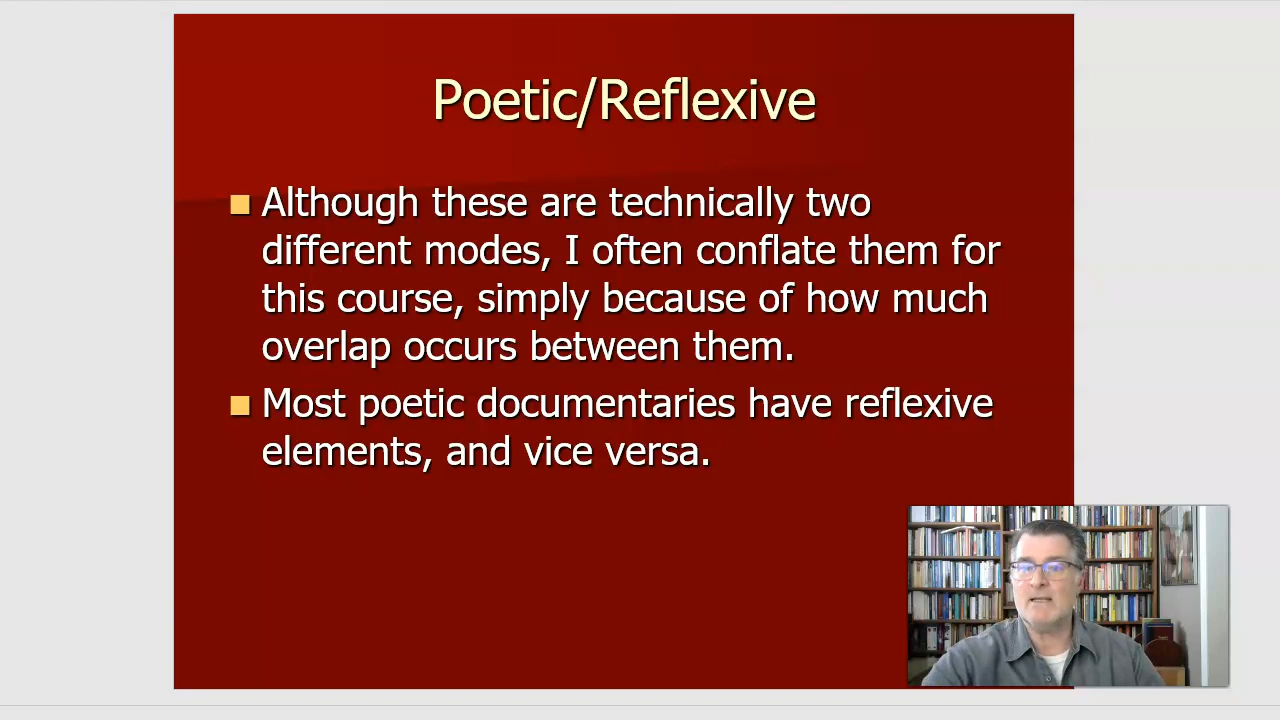 Poetic/Reflexive
Although these are technically two
different modes, I often conflate them for
this course, simply because of how much
overlap occurs between them.
Most poetic documentaries have reflexive
elements, and vice versa.